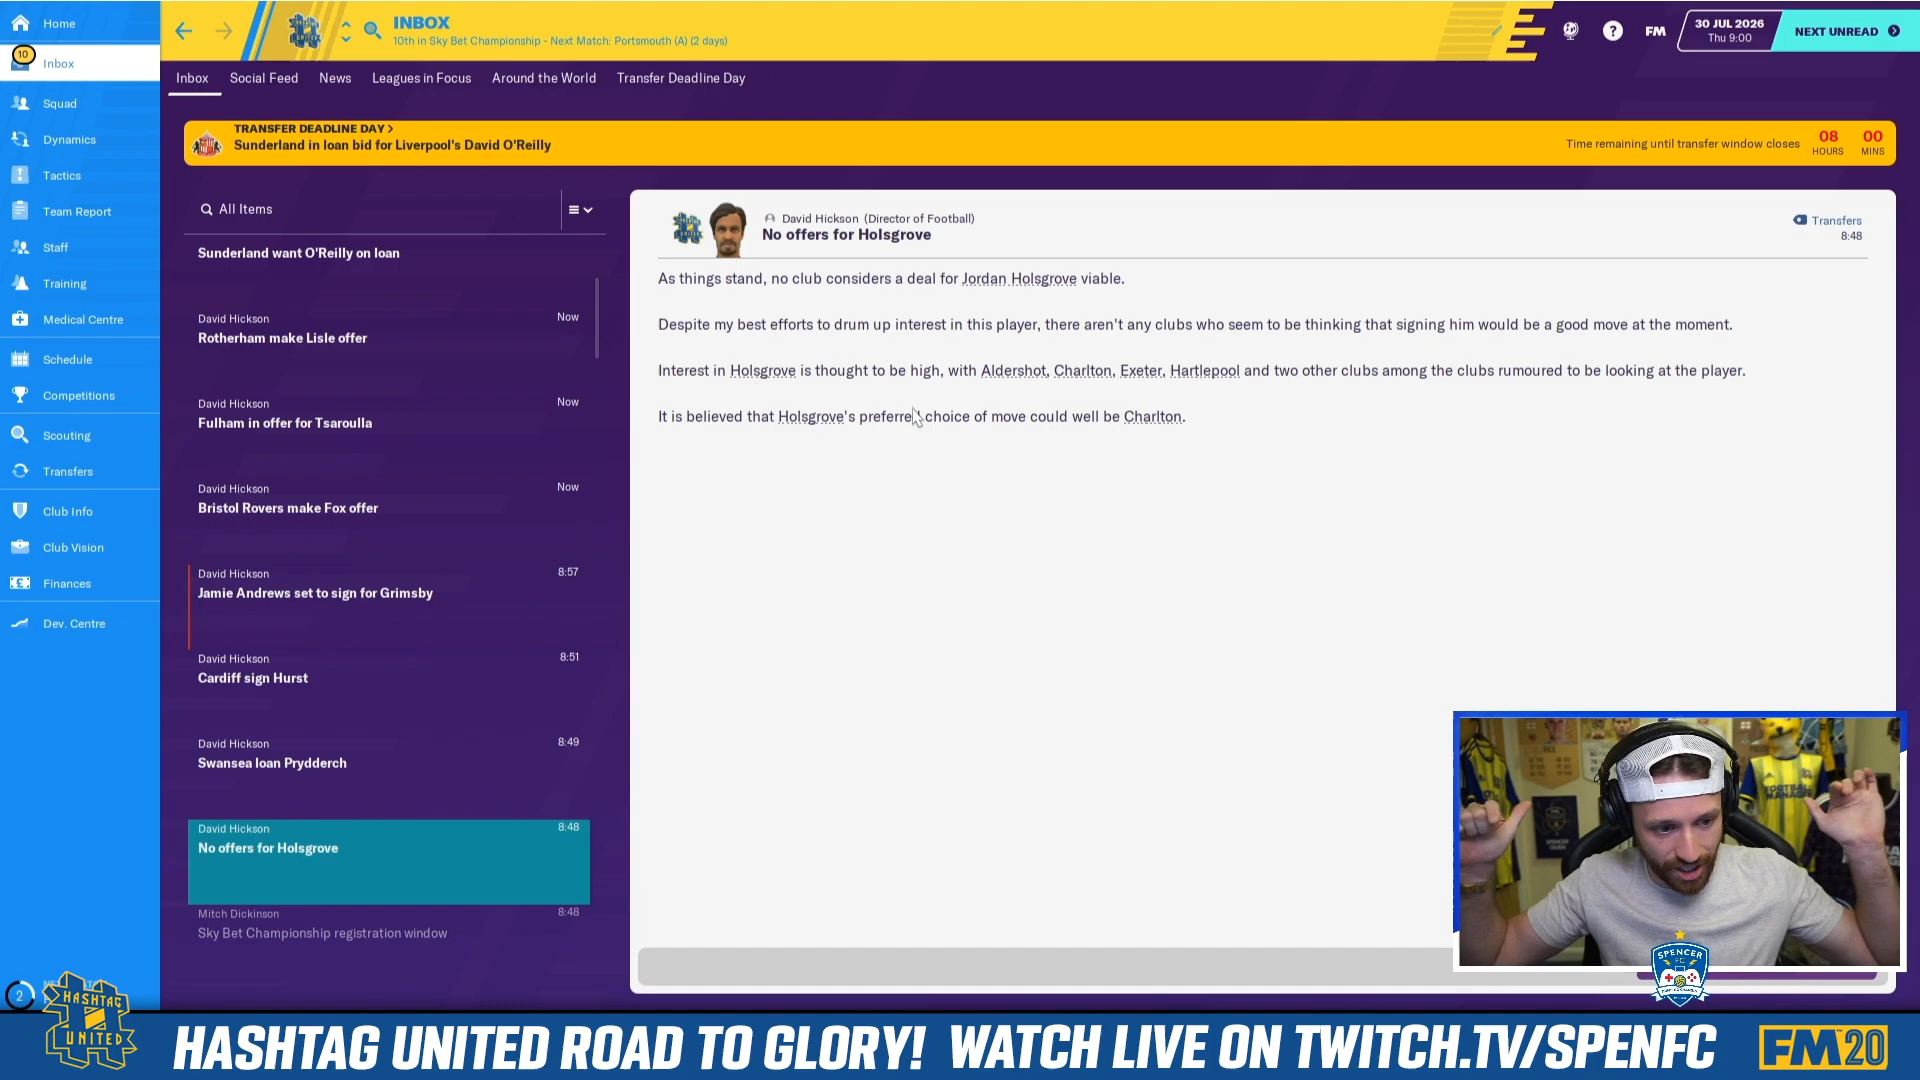 Home
10
Inbox
Squad
Dynamics
Tactics
Team Report
Staff
Training
Medical Centre
Schedule
Competitions
Scouting
Transfers
Club Info
Club Vision
Finances
Dev. Centre
2
INBOX
10th in Sky Bet Championship - Next Match: Portsmouth (A) (2 days)
?
FM
30 JUL 2026
Thu 9:00
NEXT UNREAD
Inbox
Social Feed
News
Leagues in Focus
Around the World
Transfer Deadline Day
TRANSFER DEADLINE DAY >
Sunderland in loan bid for Liverpool's David O'Reilly
Time remaining until transfer window closes
08 HOURS
00 MINS
All Items
Sunderland want O'Reilly on loan
David Hickson
Now
Rotherham make Lisle offer
David Hickson
Now
Fulham in offer for Tsaroulla
David Hickson
Now
Bristol Rovers make Fox offer
David Hickson
8:57
Jamie Andrews set to sign for Grimsby
David Hickson
8:51
Cardiff sign Hurst
David Hickson
8:49
Swansea loan Prydderch
David Hickson
8:48
No offers for Holsgrove
Mitch Dickinson
8:48
Sky Bet Championship registration window
David Hickson (Director of Football)
No offers for Holsgrove
Transfers
8:48
As things stand, no club considers a deal for Jordan Holsgrove viable.
Despite my best efforts to drum up interest in this player, there aren't any clubs who seem to be thinking that signing him would be a good move at the moment.
Interest in Holsgrove is thought to be high, with Aldershot, Charlton, Exeter, Hartlepool and two other clubs among the clubs rumoured to be looking at the player.
It is believed that Holsgrove's preferred choice of move could well be Charlton.
SPENCER
FC
HASHTAG
UNITED
HASHTAG UNITED ROAD TO GLORY! WATCH LIVE ON TWITCH.TV/SPENFC
FM20